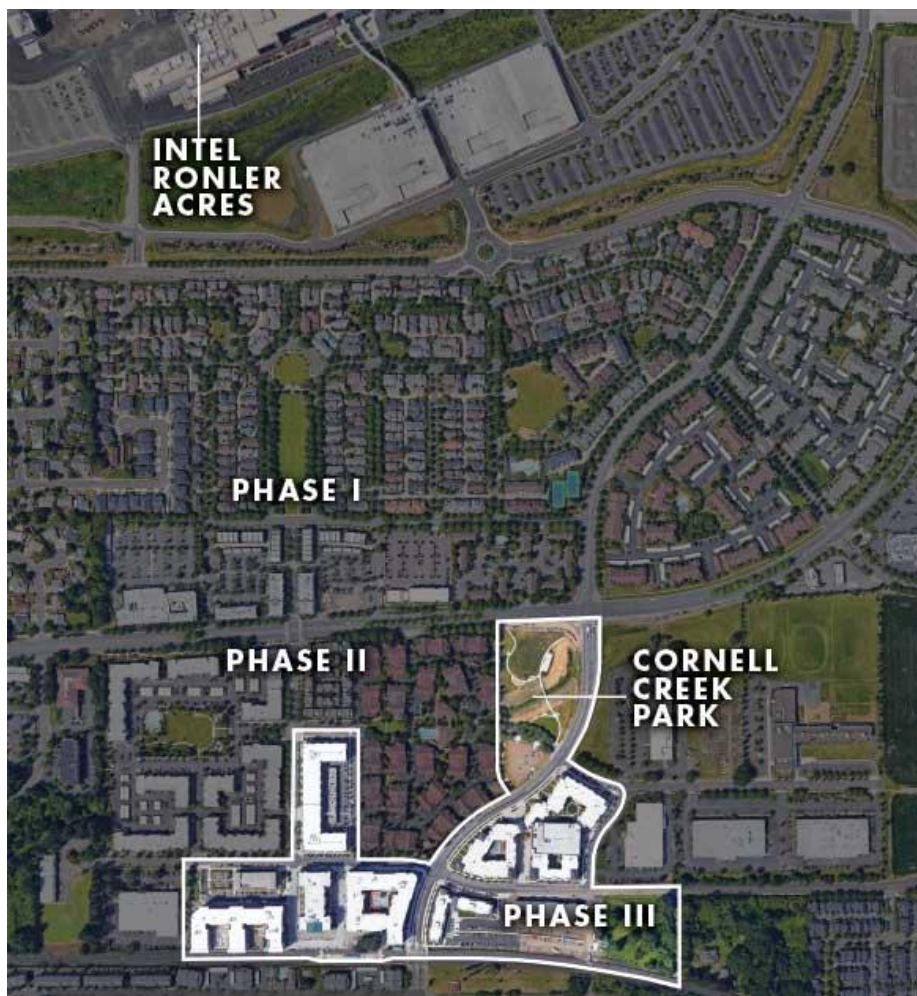 INTEL
RONLER
ACRES
PHASE I
PHASE II
CORNELL
CREEK
PARK
PHASE III